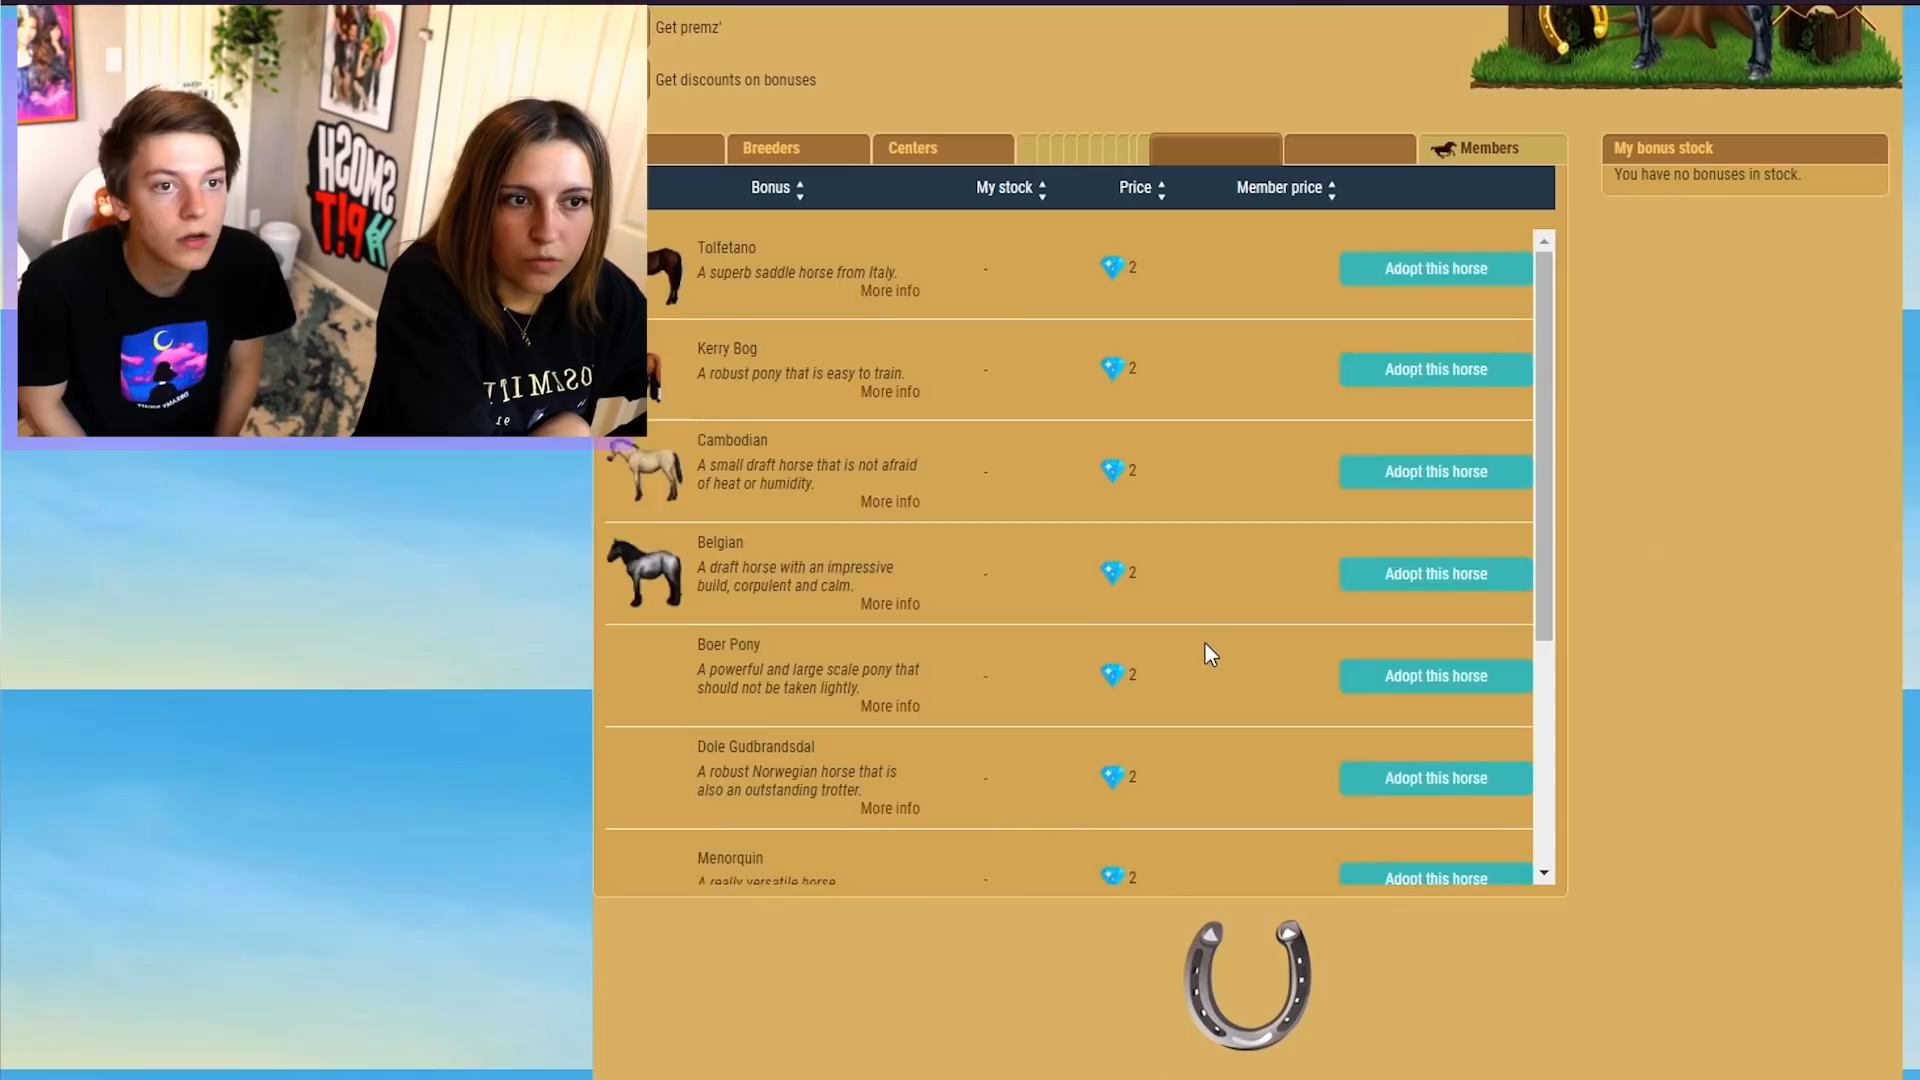 Get premz'
Get discounts on bonuses
Breeders
Centers
Members
My bonus stock
You have no bonuses in stock.
Bonus
My stock
Price
Member price
Tolfetano
A superb saddle horse from Italy.
More info
-
2
Adopt this horse
Kerry Bog
A robust pony that is easy to train.
More info
-
2
Adopt this horse
Cambodian
A small draft horse that is not afraid
of heat or humidity.
More info
-
2
Adopt this horse
Belgian
A draft horse with an impressive
build, corpulent and calm.
More info
-
2
Adopt this horse
Boer Pony
A powerful and large scale pony that
should not be taken lightly.
More info
-
2
Adopt this horse
Dole Gudbrandsdal
A robust Norwegian horse that is
also an outstanding trotter.
More info
-
2
Adopt this horse
Menorquin
A really versatile horse
-
2
Adopt this horse
SMOSH
PIT